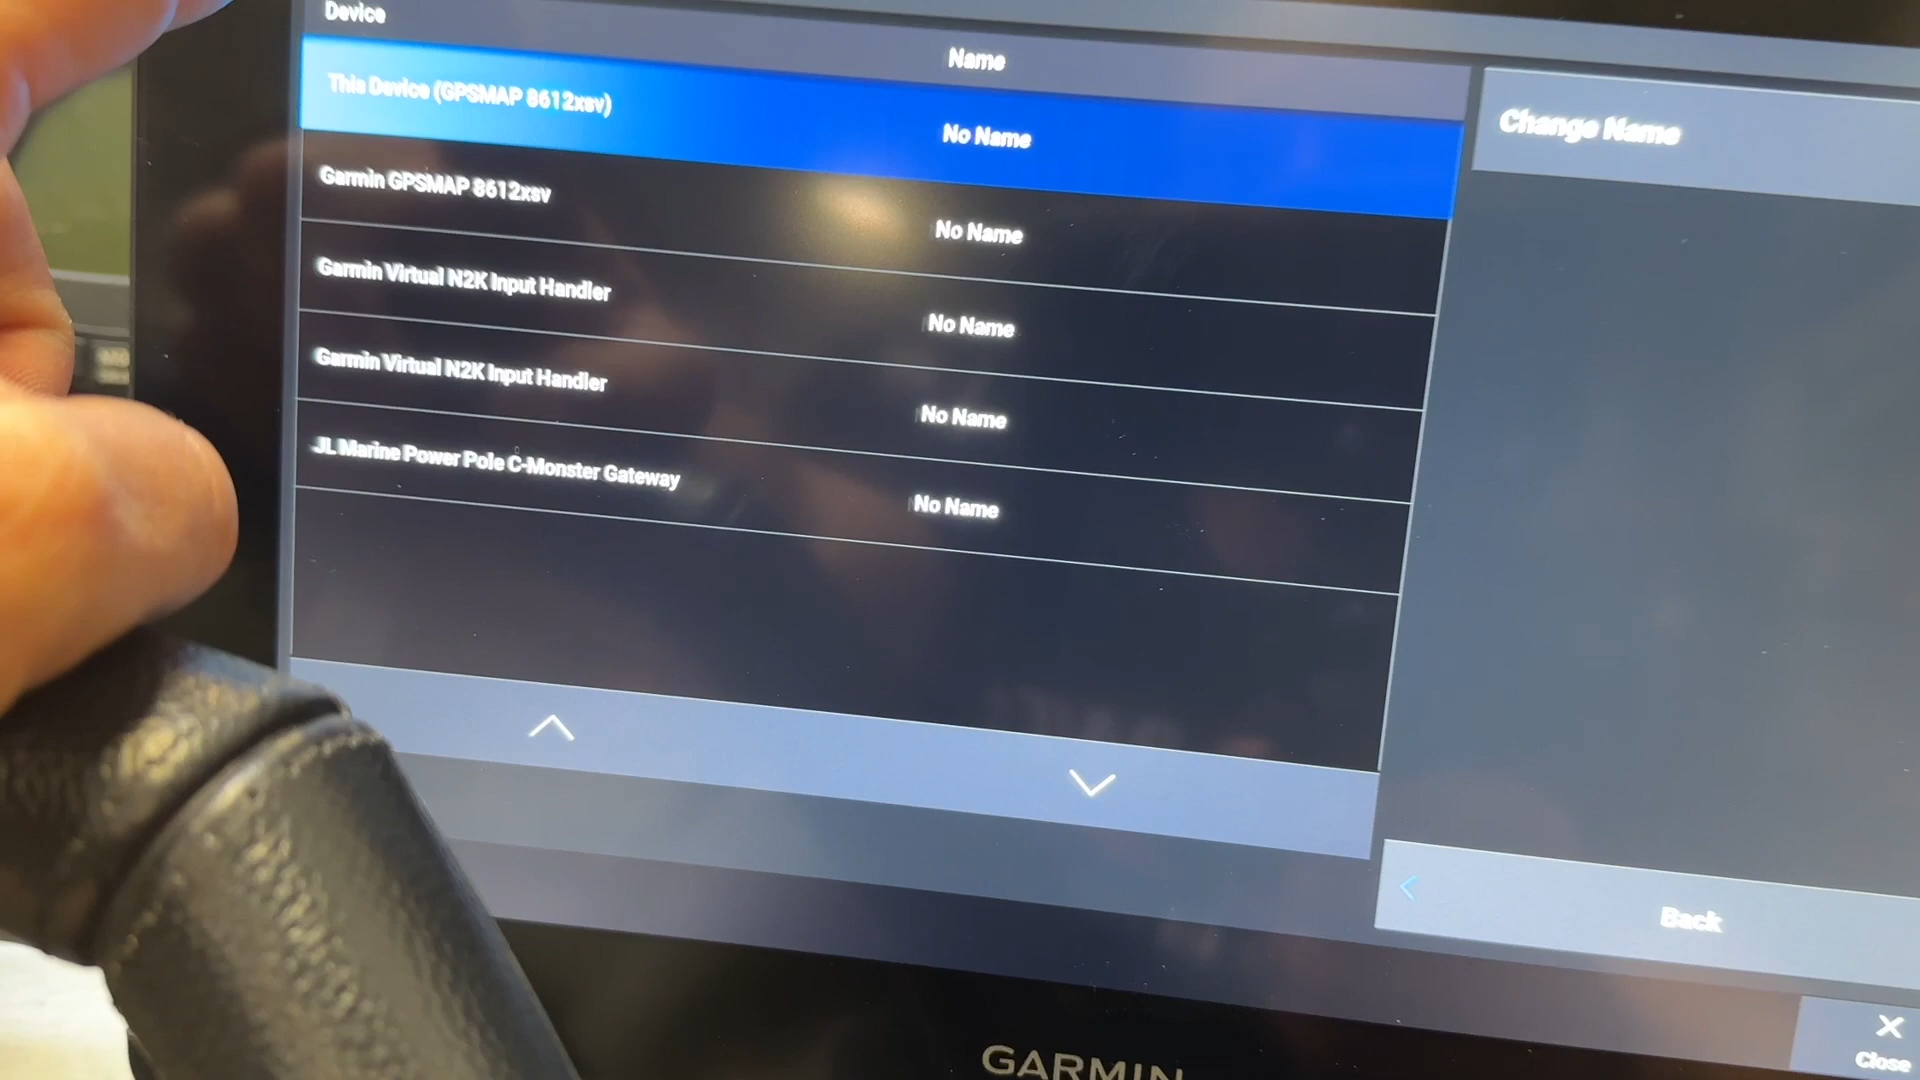 Device
Name
This Device (GPSMAP 8612xsv)
No Name
Garmin GPSMAP 8612xsv
No Name
Garmin Virtual N2K Input Handler
No Name
Garmin Virtual N2K Input Handler
No Name
JL Marine Power Pole C-Monster Gateway
No Name
Change Name
Back
Close
GARMIN